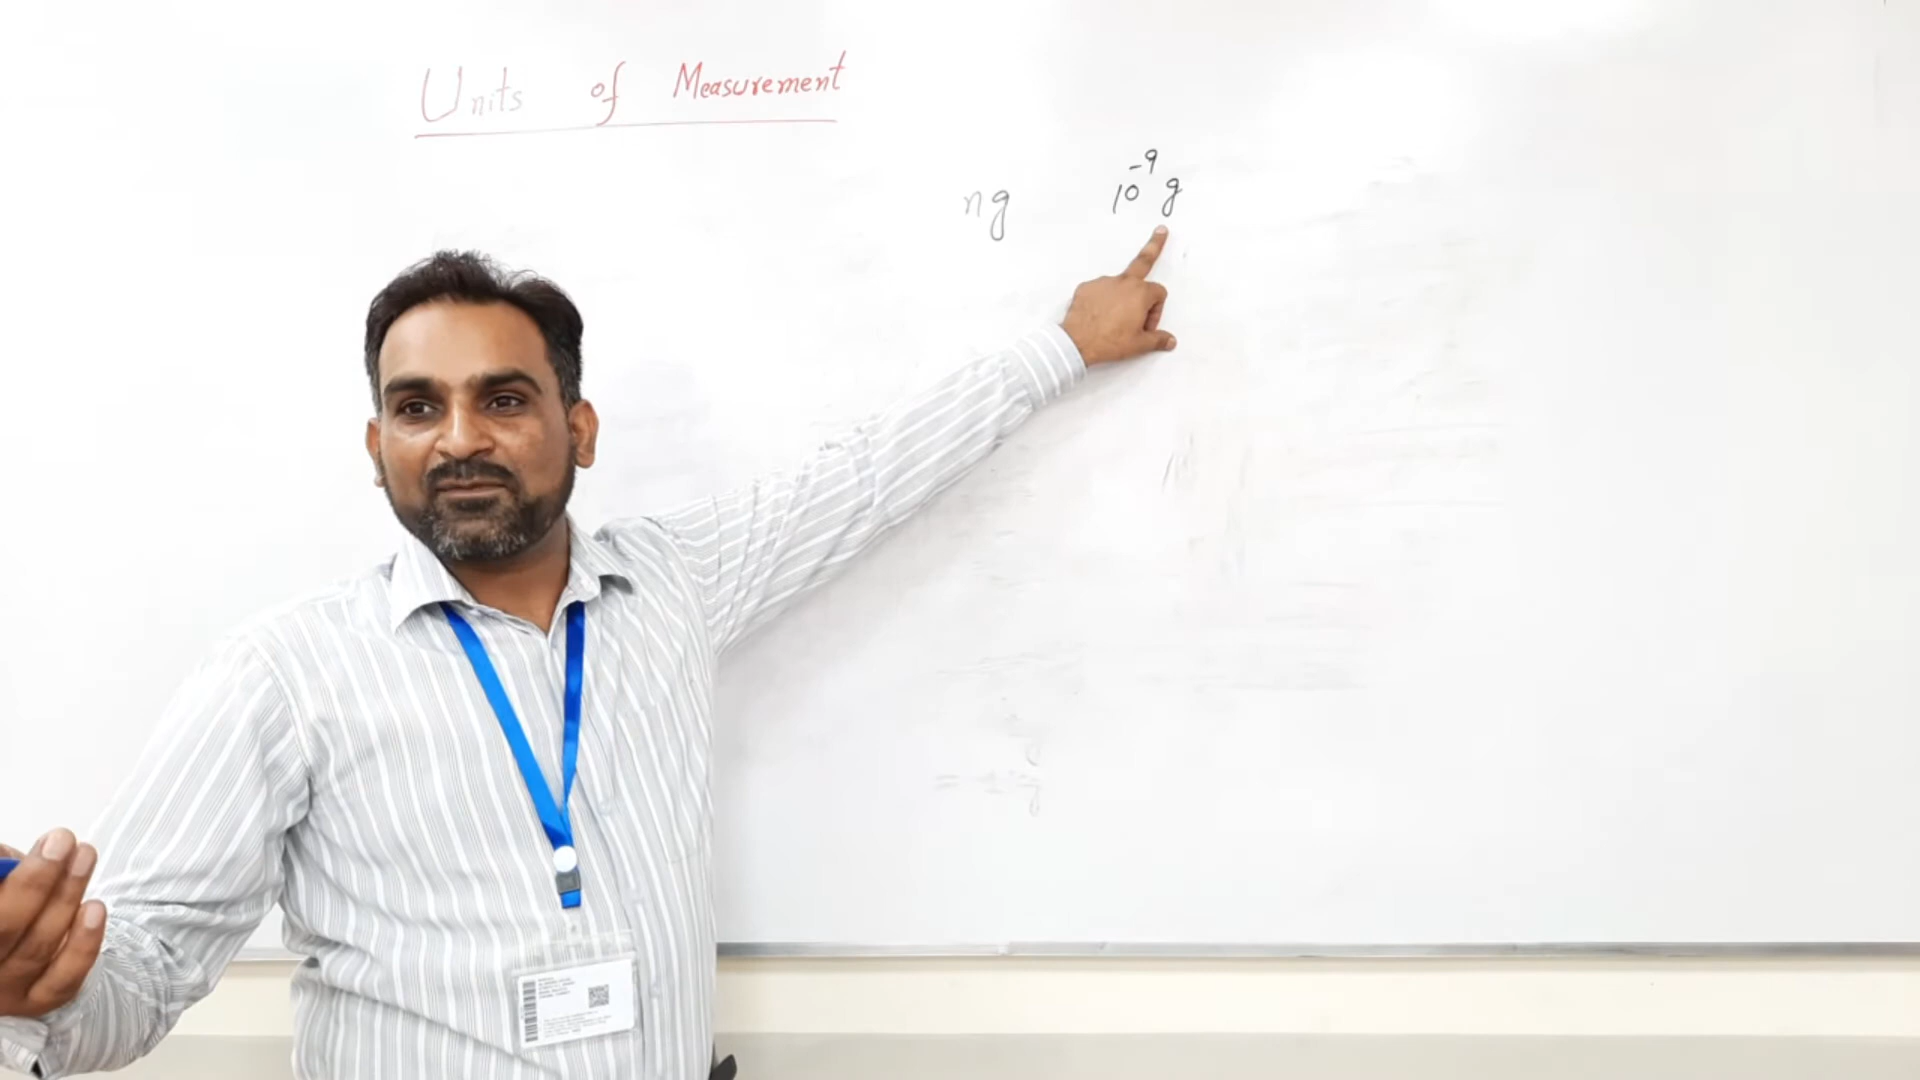 Units of Measurement
ng 10⁻⁹ g